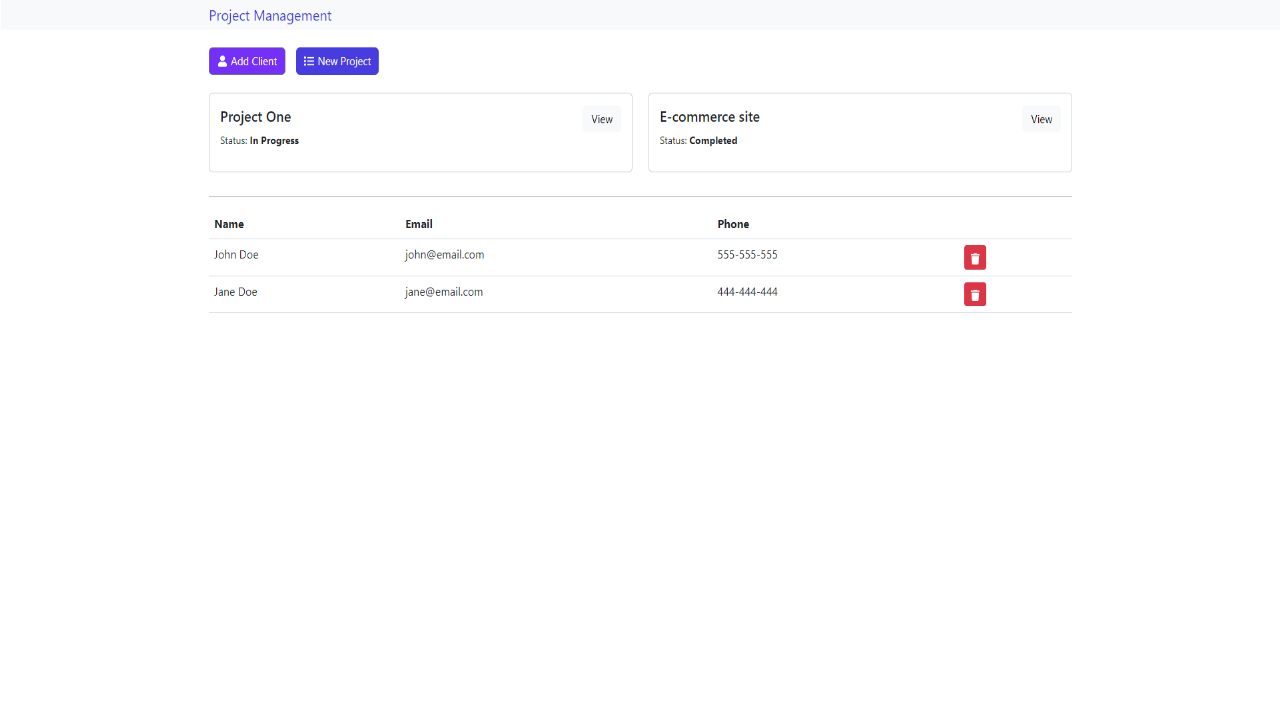 Project Management
Add Client New Project
Project One View
Status: In Progress
E-commerce site View
Status: Completed
Name Email Phone
John Doe john@email.com 555-555-555
Jane Doe jane@email.com 444-444-444